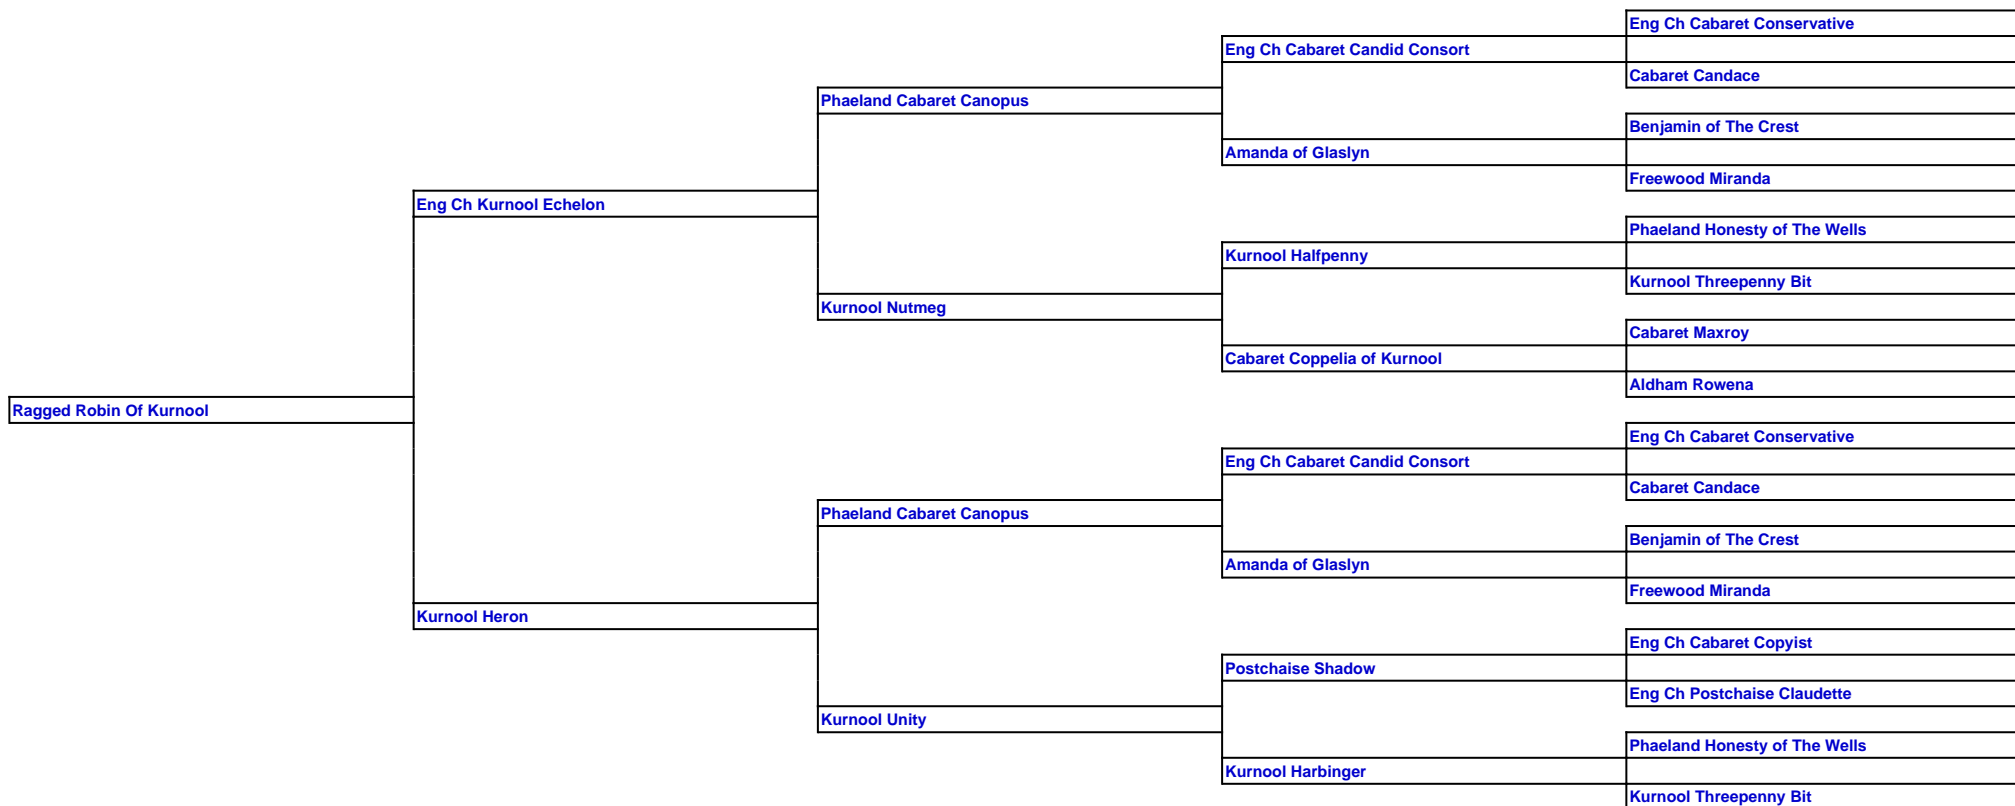 Eng Ch Cabaret Conservative
Eng Ch Cabaret Candid Consort
Cabaret Candace
Phaeland Cabaret Canopus
Benjamin of The Crest
Amanda of Glaslyn
Freewood Miranda
Eng Ch Kurnool Echelon
Phaeland Honesty of The Wells
Kurnool Halfpenny
Kurnool Threepenny Bit
Kurnool Nutmeg
Cabaret Maxroy
Cabaret Coppelia of Kurnool
Aldham Rowena
Ragged Robin Of Kurnool
Eng Ch Cabaret Conservative
Eng Ch Cabaret Candid Consort
Cabaret Candace
Phaeland Cabaret Canopus
Benjamin of The Crest
Amanda of Glaslyn
Freewood Miranda
Kurnool Heron
Eng Ch Cabaret Copyist
Postchaise Shadow
Eng Ch Postchaise Claudette
Kurnool Unity
Phaeland Honesty of The Wells
Kurnool Harbinger
Kurnool Threepenny Bit